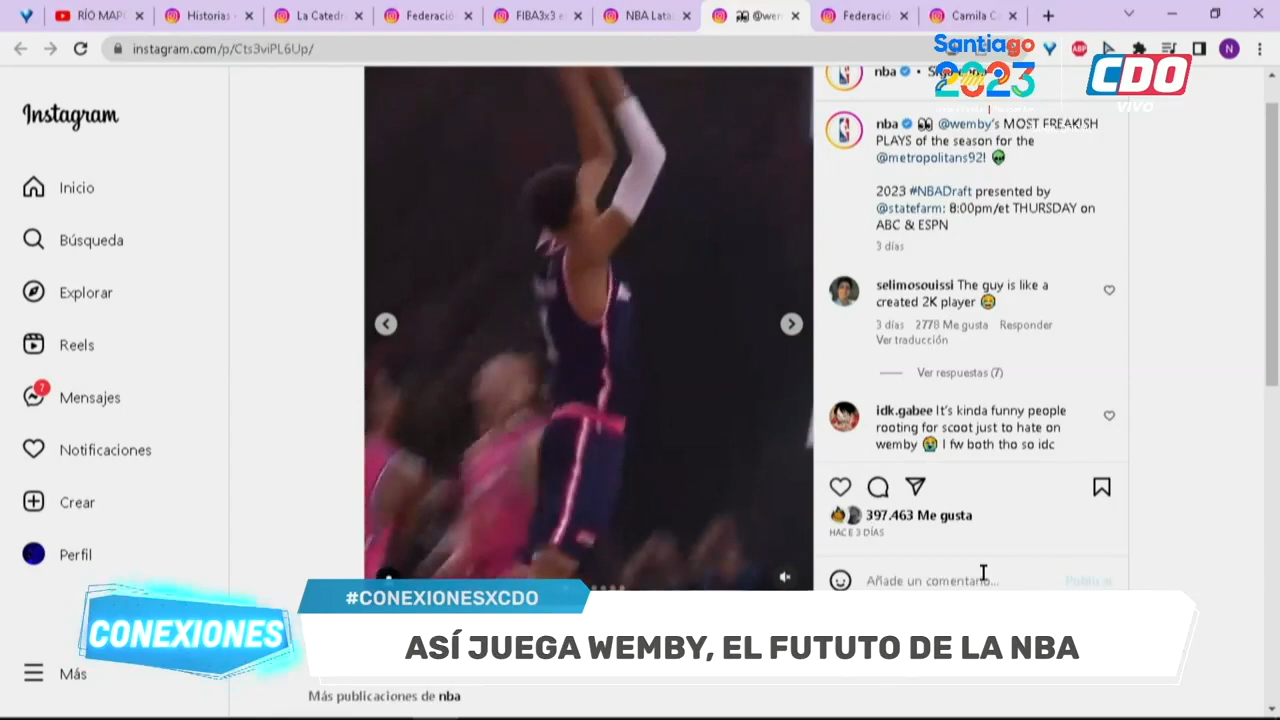 RÍO MAP
Historias
La Catedr
Federació
FIBA3x3 e
NBA Lata
@wem
Federació
Camila C
instagram.com/p/Cts3viPL6Up/
ABP
N
Santiago
2023
CDO
VIVO
Instagram
Inicio
Búsqueda
Explorar
Reels
7
Mensajes
Notificaciones
Crear
Perfil
Más
nba •
nba 👀 @wemby's MOST FREAKISH
PLAYS of the season for the
@metropolitans92! 👽
2023 #NBADraft presented by
@statefarm: 8:00pm/et THURSDAY on
ABC & ESPN
3 días
selimosouissi The guy is like a
created 2K player 😢
3 días 2778 Me gusta Responder
Ver traducción
Ver respuestas (7)
idk.gabee It's kinda funny people
rooting for scoot just to hate on
wemby 😭 I fw both tho so idc
397.463 Me gusta
HACE 3 DÍAS
Añade un comentario...
Publicar
#CONEXIONESXCDO
CONEXIONES
ASÍ JUEGA WEMBY, EL FUTUTO DE LA NBA
Más publicaciones de nba